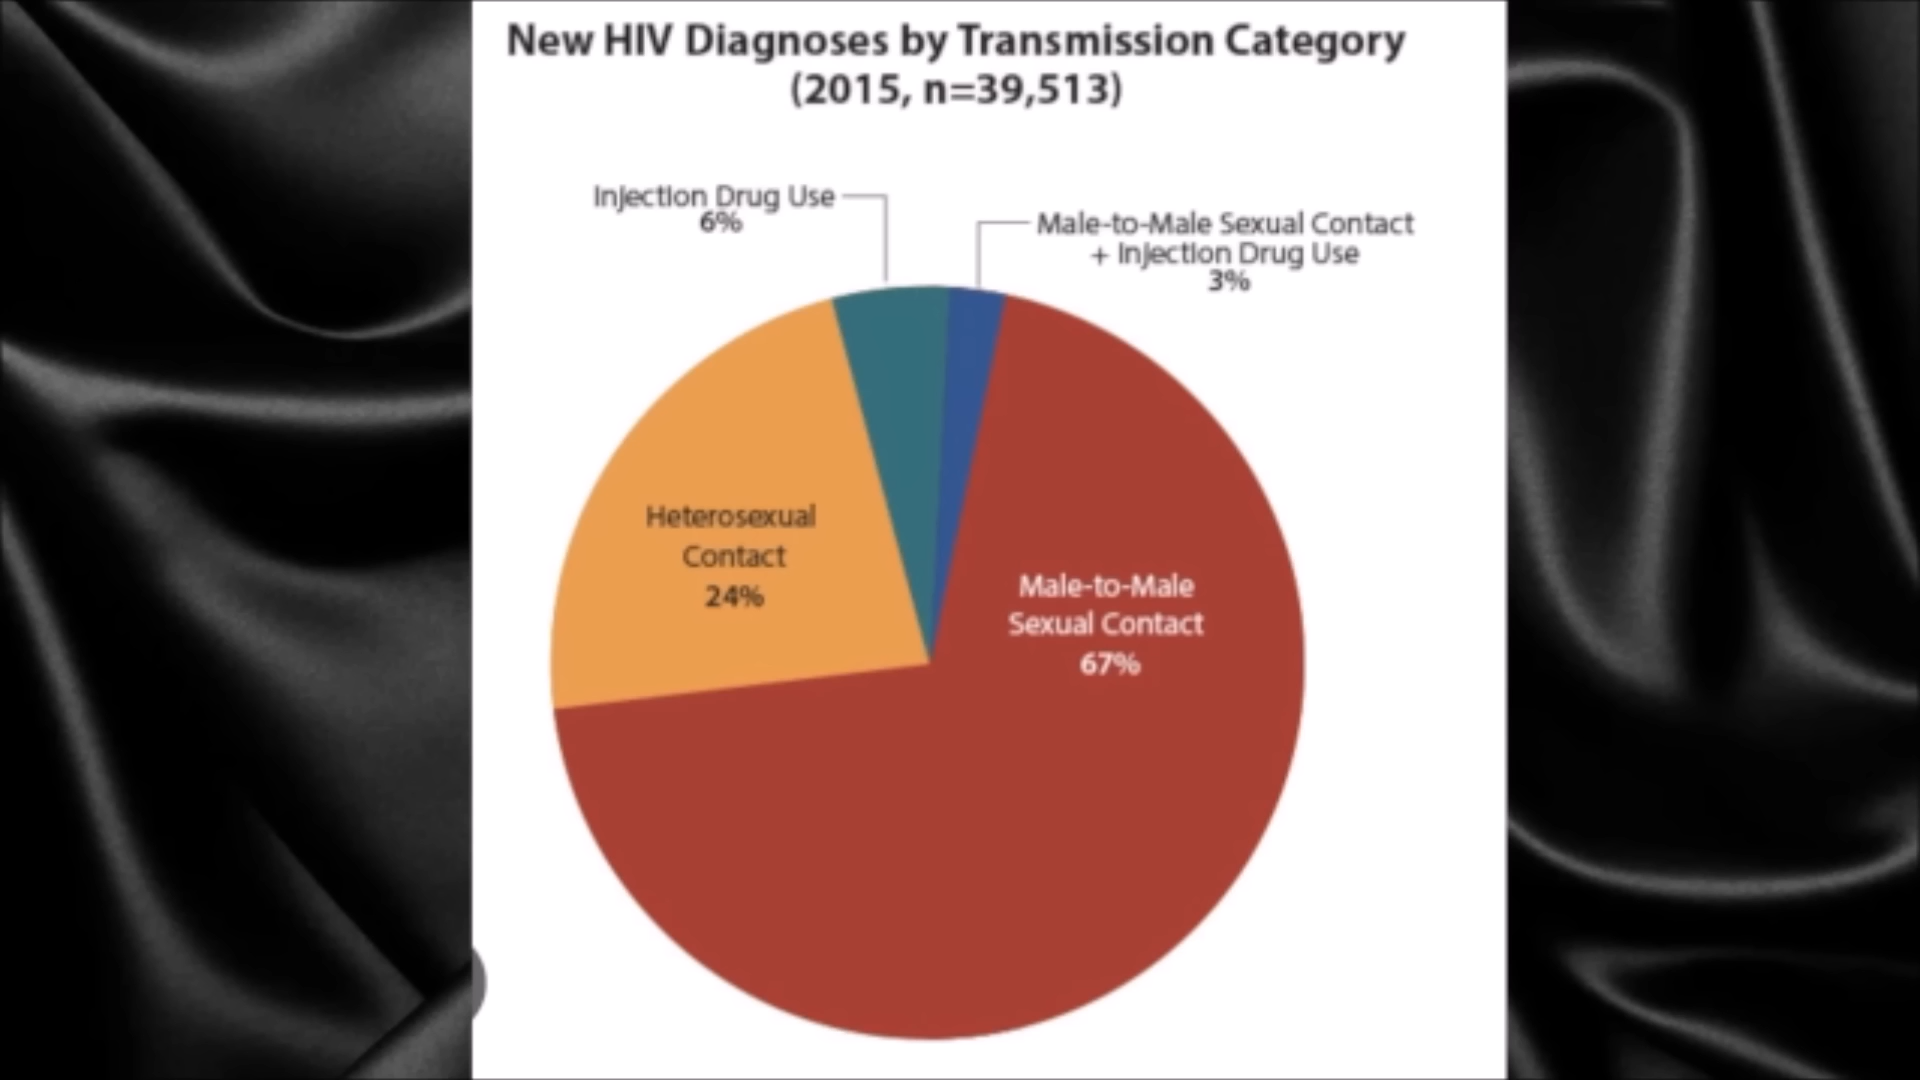 New HIV Diagnoses by Transmission Category
(2015, n=39,513)
Injection Drug Use
6%
Male-to-Male Sexual Contact
+ Injection Drug Use
3%
Heterosexual
Contact
24%
Male-to-Male
Sexual Contact
67%